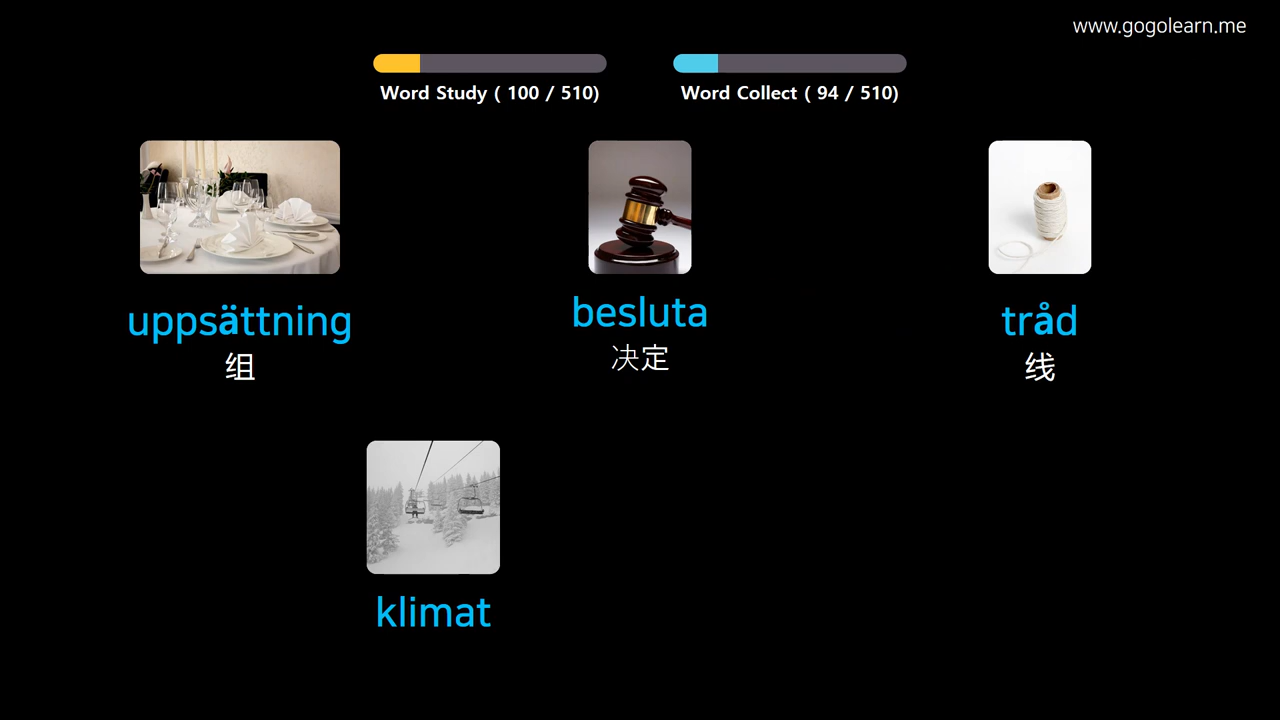 www.gogolearn.me
Word Study ( 100 / 510)
Word Collect ( 94 / 510)
uppsättning
组
besluta
决定
tråd
线
klimat